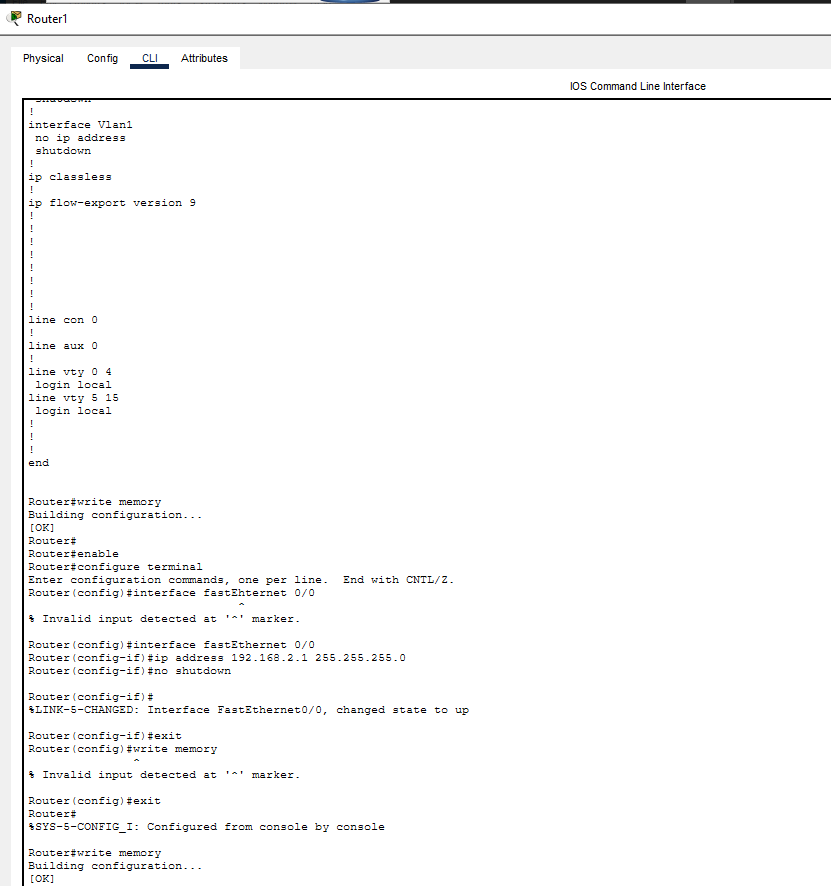 Router1
Physical Config CLI Attributes
IOS Command Line Interface
shutdown
!
interface Vlan1
no ip address
shutdown
!
ip classless
!
ip flow-export version 9
!
!
!
!
!
!
!
!
line con 0
!
line aux 0
!
line vty 0 4
login local
line vty 5 15
login local
!
!
!
end
Router#write memory
Building configuration...
[OK]
Router#
Router#enable
Router#configure terminal
Enter configuration commands, one per line.  End with CNTL/Z.
Router(config)#interface fastEhternet 0/0
^
% Invalid input detected at '^' marker.
Router(config)#interface fastEthernet 0/0
Router(config-if)#ip address 192.168.2.1 255.255.255.0
Router(config-if)#no shutdown
Router(config-if)#
%LINK-5-CHANGED: Interface FastEthernet0/0, changed state to up
Router(config-if)#exit
Router(config)#write memory
^
% Invalid input detected at '^' marker.
Router(config)#exit
Router#
%SYS-5-CONFIG_I: Configured from console by console
Router#write memory
Building configuration...
[OK]